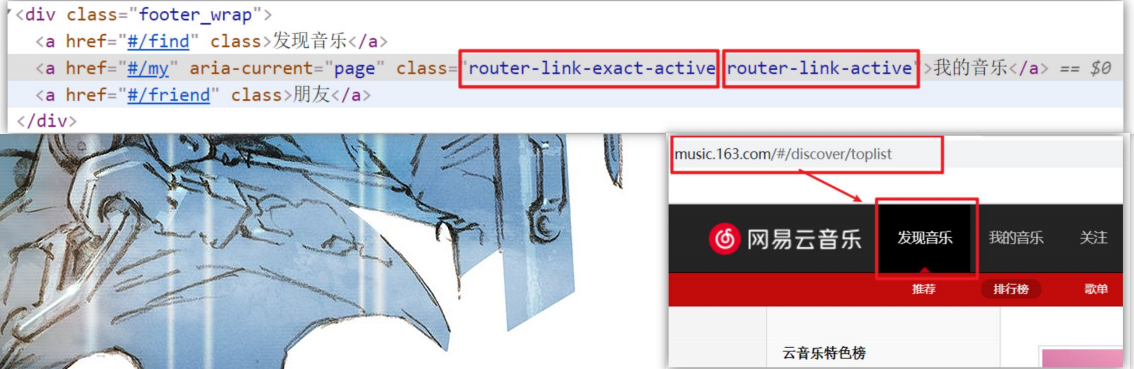 <div class="footer_wrap">
<a href="#/find" class>发现音乐</a>
<a href="#/my" aria-current="page" class="router-link-exact-active router-link-active">我的音乐</a> == $0
<a href="#/friend" class>朋友</a>
</div>
music.163.com/#/discover/toplist
网易云音乐 发现音乐 我的音乐 关注
推荐 排行榜 歌单
云音乐特色榜